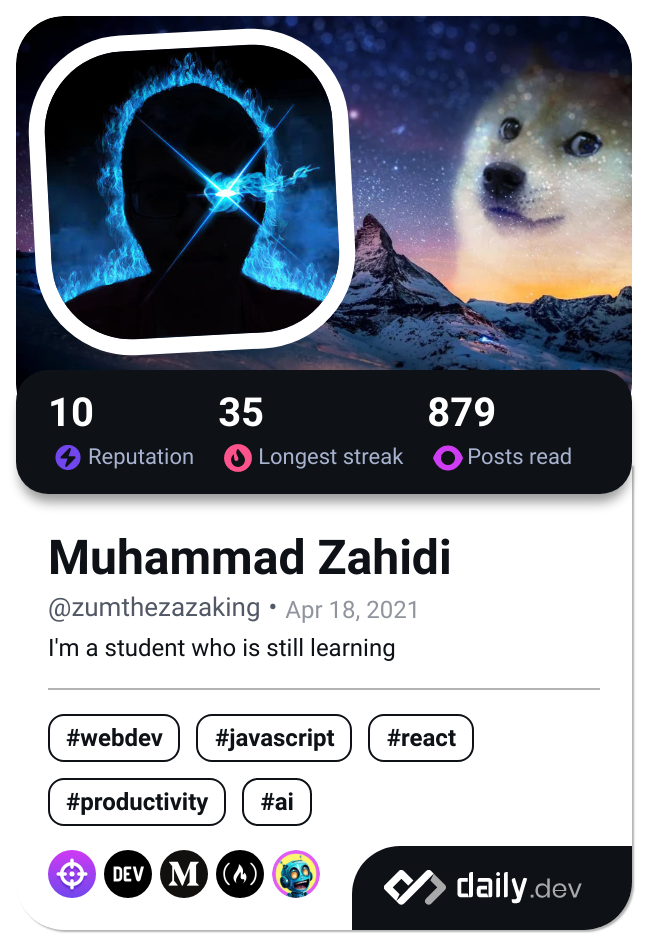 10 35 879
Reputation Longest streak Posts read
Muhammad Zahidi
@zumthezazaking • Apr 18, 2021
I'm a student who is still learning
#webdev #javascript #react
#productivity #ai
DEV M daily.dev